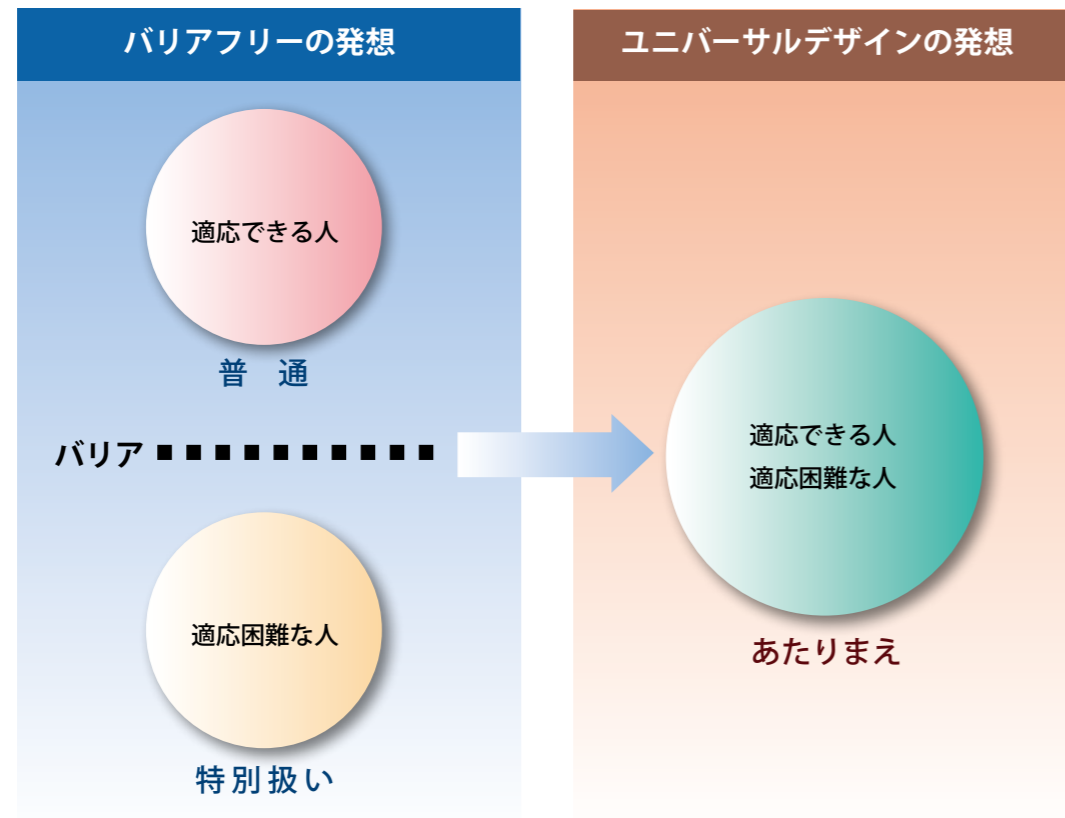 バリアフリーの発想
適応できる人
普　通
バリア
適応困難な人
特別扱い
ユニバーサルデザインの発想
適応できる人
適応困難な人
あたりまえ